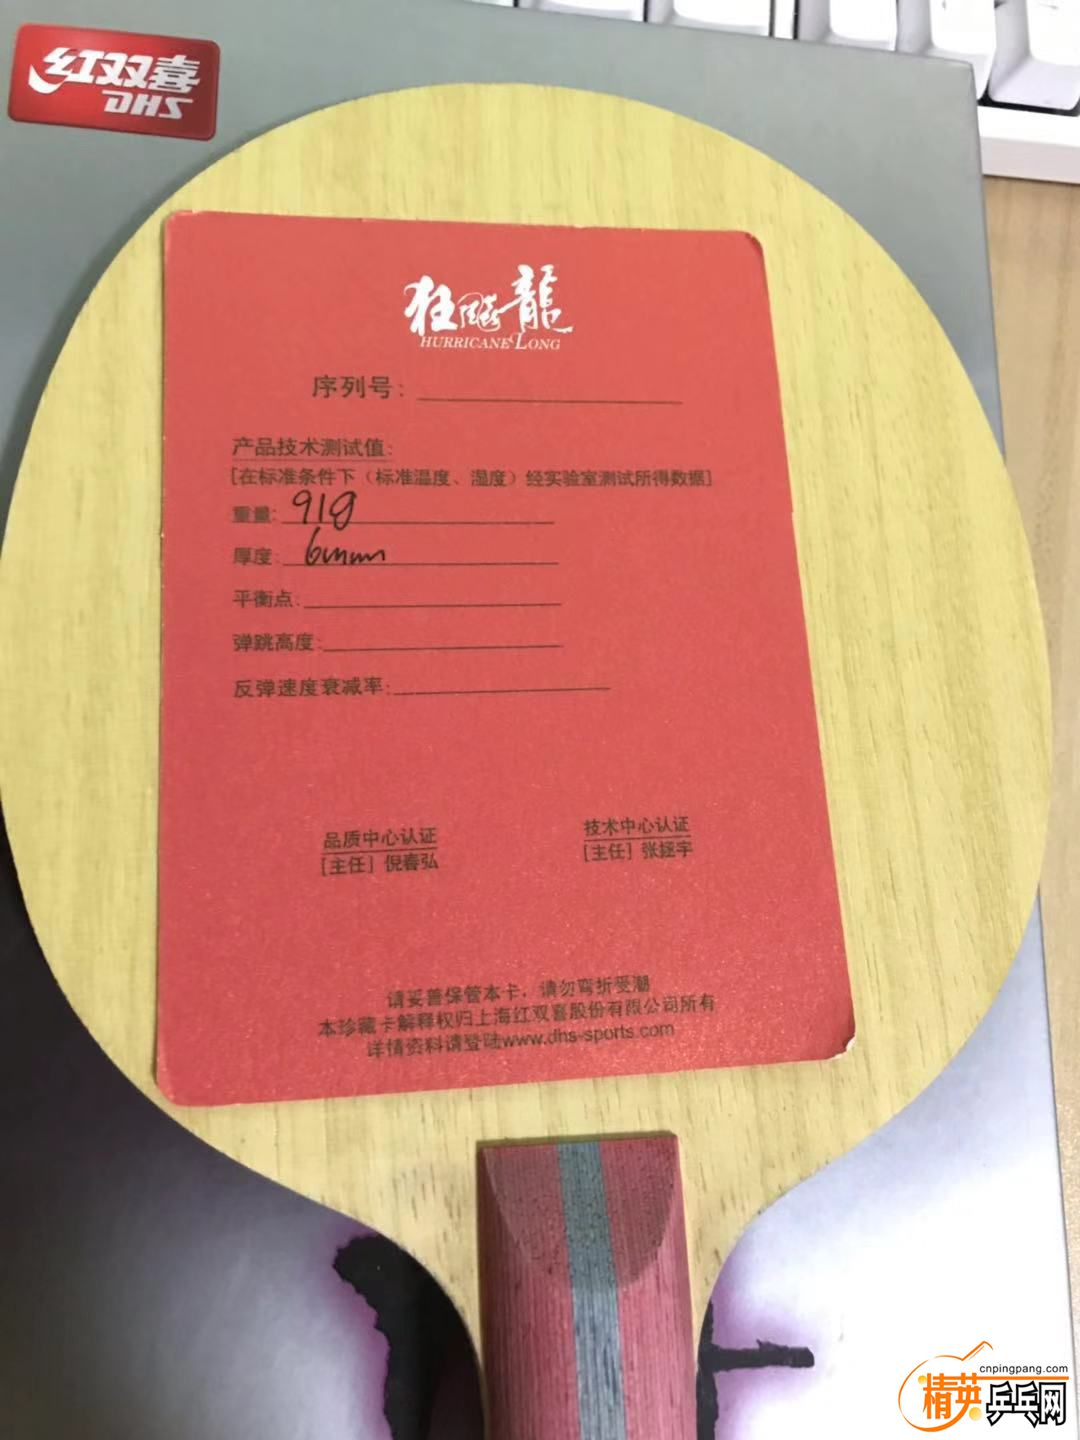 红双喜
DHS
狂飚龍
HURRICANE LONG
序列号:
产品技术测试值:
[在标准条件下（标准温度、湿度）经实验室测试所得数据]
重量: 91g
厚度: 6mm
平衡点:
弹跳高度:
反弹速度衰减率:
品质中心认证
[主任] 倪春弘
技术中心认证
[主任] 张
宇
请妥善保管本卡，请勿弯折受潮
本珍藏卡解释权归上海红双喜股份有限公司所有
详情资料请登陆www.dhs-sports.com
cnpingpang.com
精英乒乓网